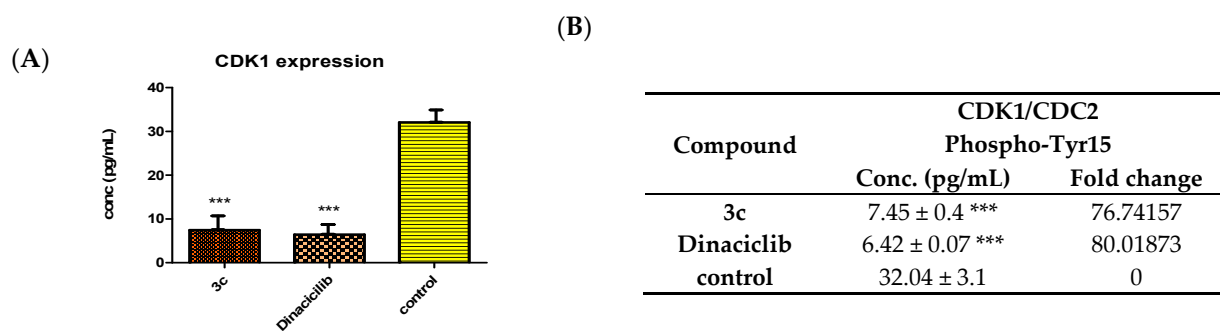 (A)
CDK1 expression
conc (pg/mL)
40
30
20
10
0
***
***
3c
Dinacicilib
control
(B)
Compound
CDK1/CDC2
Phospho-Tyr15
Conc. (pg/mL) Fold change
3c 7.45 ± 0.4 *** 76.74157
Dinaciclib 6.42 ± 0.07 *** 80.01873
control 32.04 ± 3.1 0